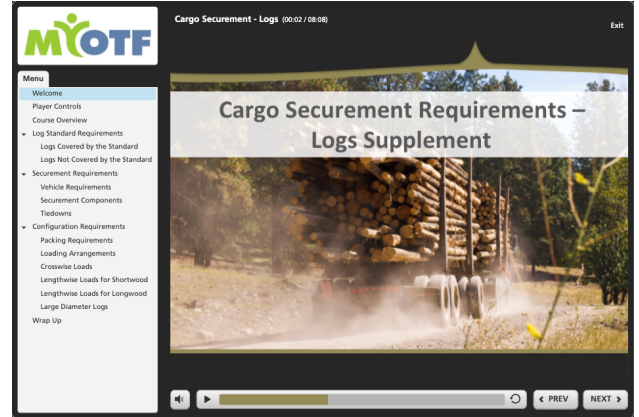 MYOTF
Cargo Securement - Logs (00:02 / 08:08)
Exit
Menu
Welcome
Player Controls
Course Overview
Log Standard Requirements
Logs Covered by the Standard
Logs Not Covered by the Standard
Securement Requirements
Vehicle Requirements
Securement Components
Tiedowns
Configuration Requirements
Packing Requirements
Loading Arrangements
Crosswise Loads
Lengthwise Loads for Shortwood
Lengthwise Loads for Longwood
Large Diameter Logs
Wrap Up
Cargo Securement Requirements –
Logs Supplement
PREV
NEXT